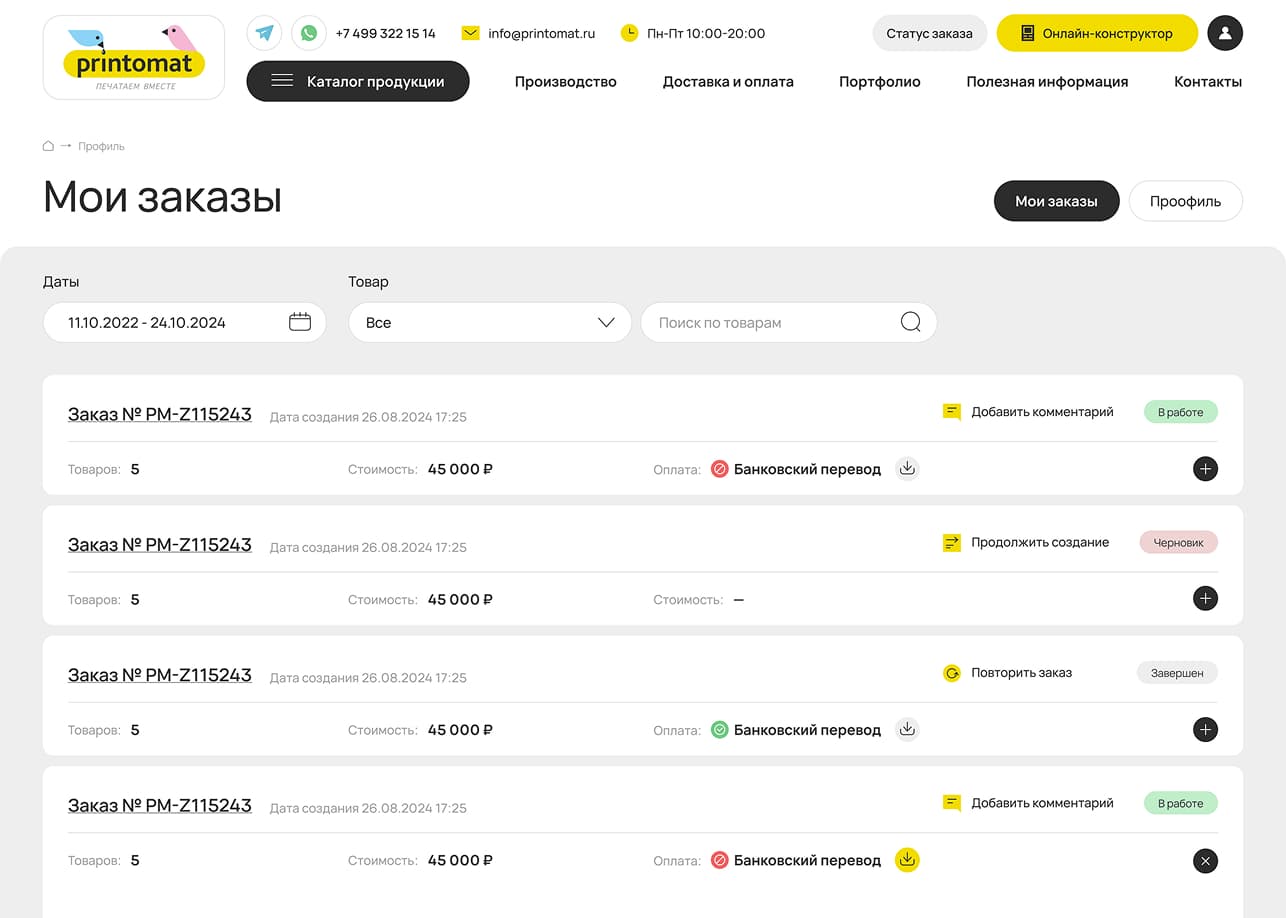 printomat
ПЕЧАТАЕМ ВМЕСТЕ
+7 499 322 15 14
info@printomat.ru
Пн-Пт 10:00-20:00
Статус заказа
Онлайн-конструктор
Каталог продукции
Производство
Доставка и оплата
Портфолио
Полезная информация
Контакты
Профиль
Мои заказы
Мои заказы
Проофиль
Даты
Товар
11.10.2022 - 24.10.2024
Все
Поиск по товарам
Заказ № PM-Z115243 Дата создания 26.08.2024 17:25 Добавить комментарий В работе
Товаров: 5 Стоимость: 45 000 ₽ Оплата: Банковский перевод
Заказ № PM-Z115243 Дата создания 26.08.2024 17:25 Продолжить создание Черновик
Товаров: 5 Стоимость: 45 000 ₽ Стоимость: —
Заказ № PM-Z115243 Дата создания 26.08.2024 17:25 Повторить заказ Завершен
Товаров: 5 Стоимость: 45 000 ₽ Оплата: Банковский перевод
Заказ № PM-Z115243 Дата создания 26.08.2024 17:25 Добавить комментарий В работе
Товаров: 5 Стоимость: 45 000 ₽ Оплата: Банковский перевод